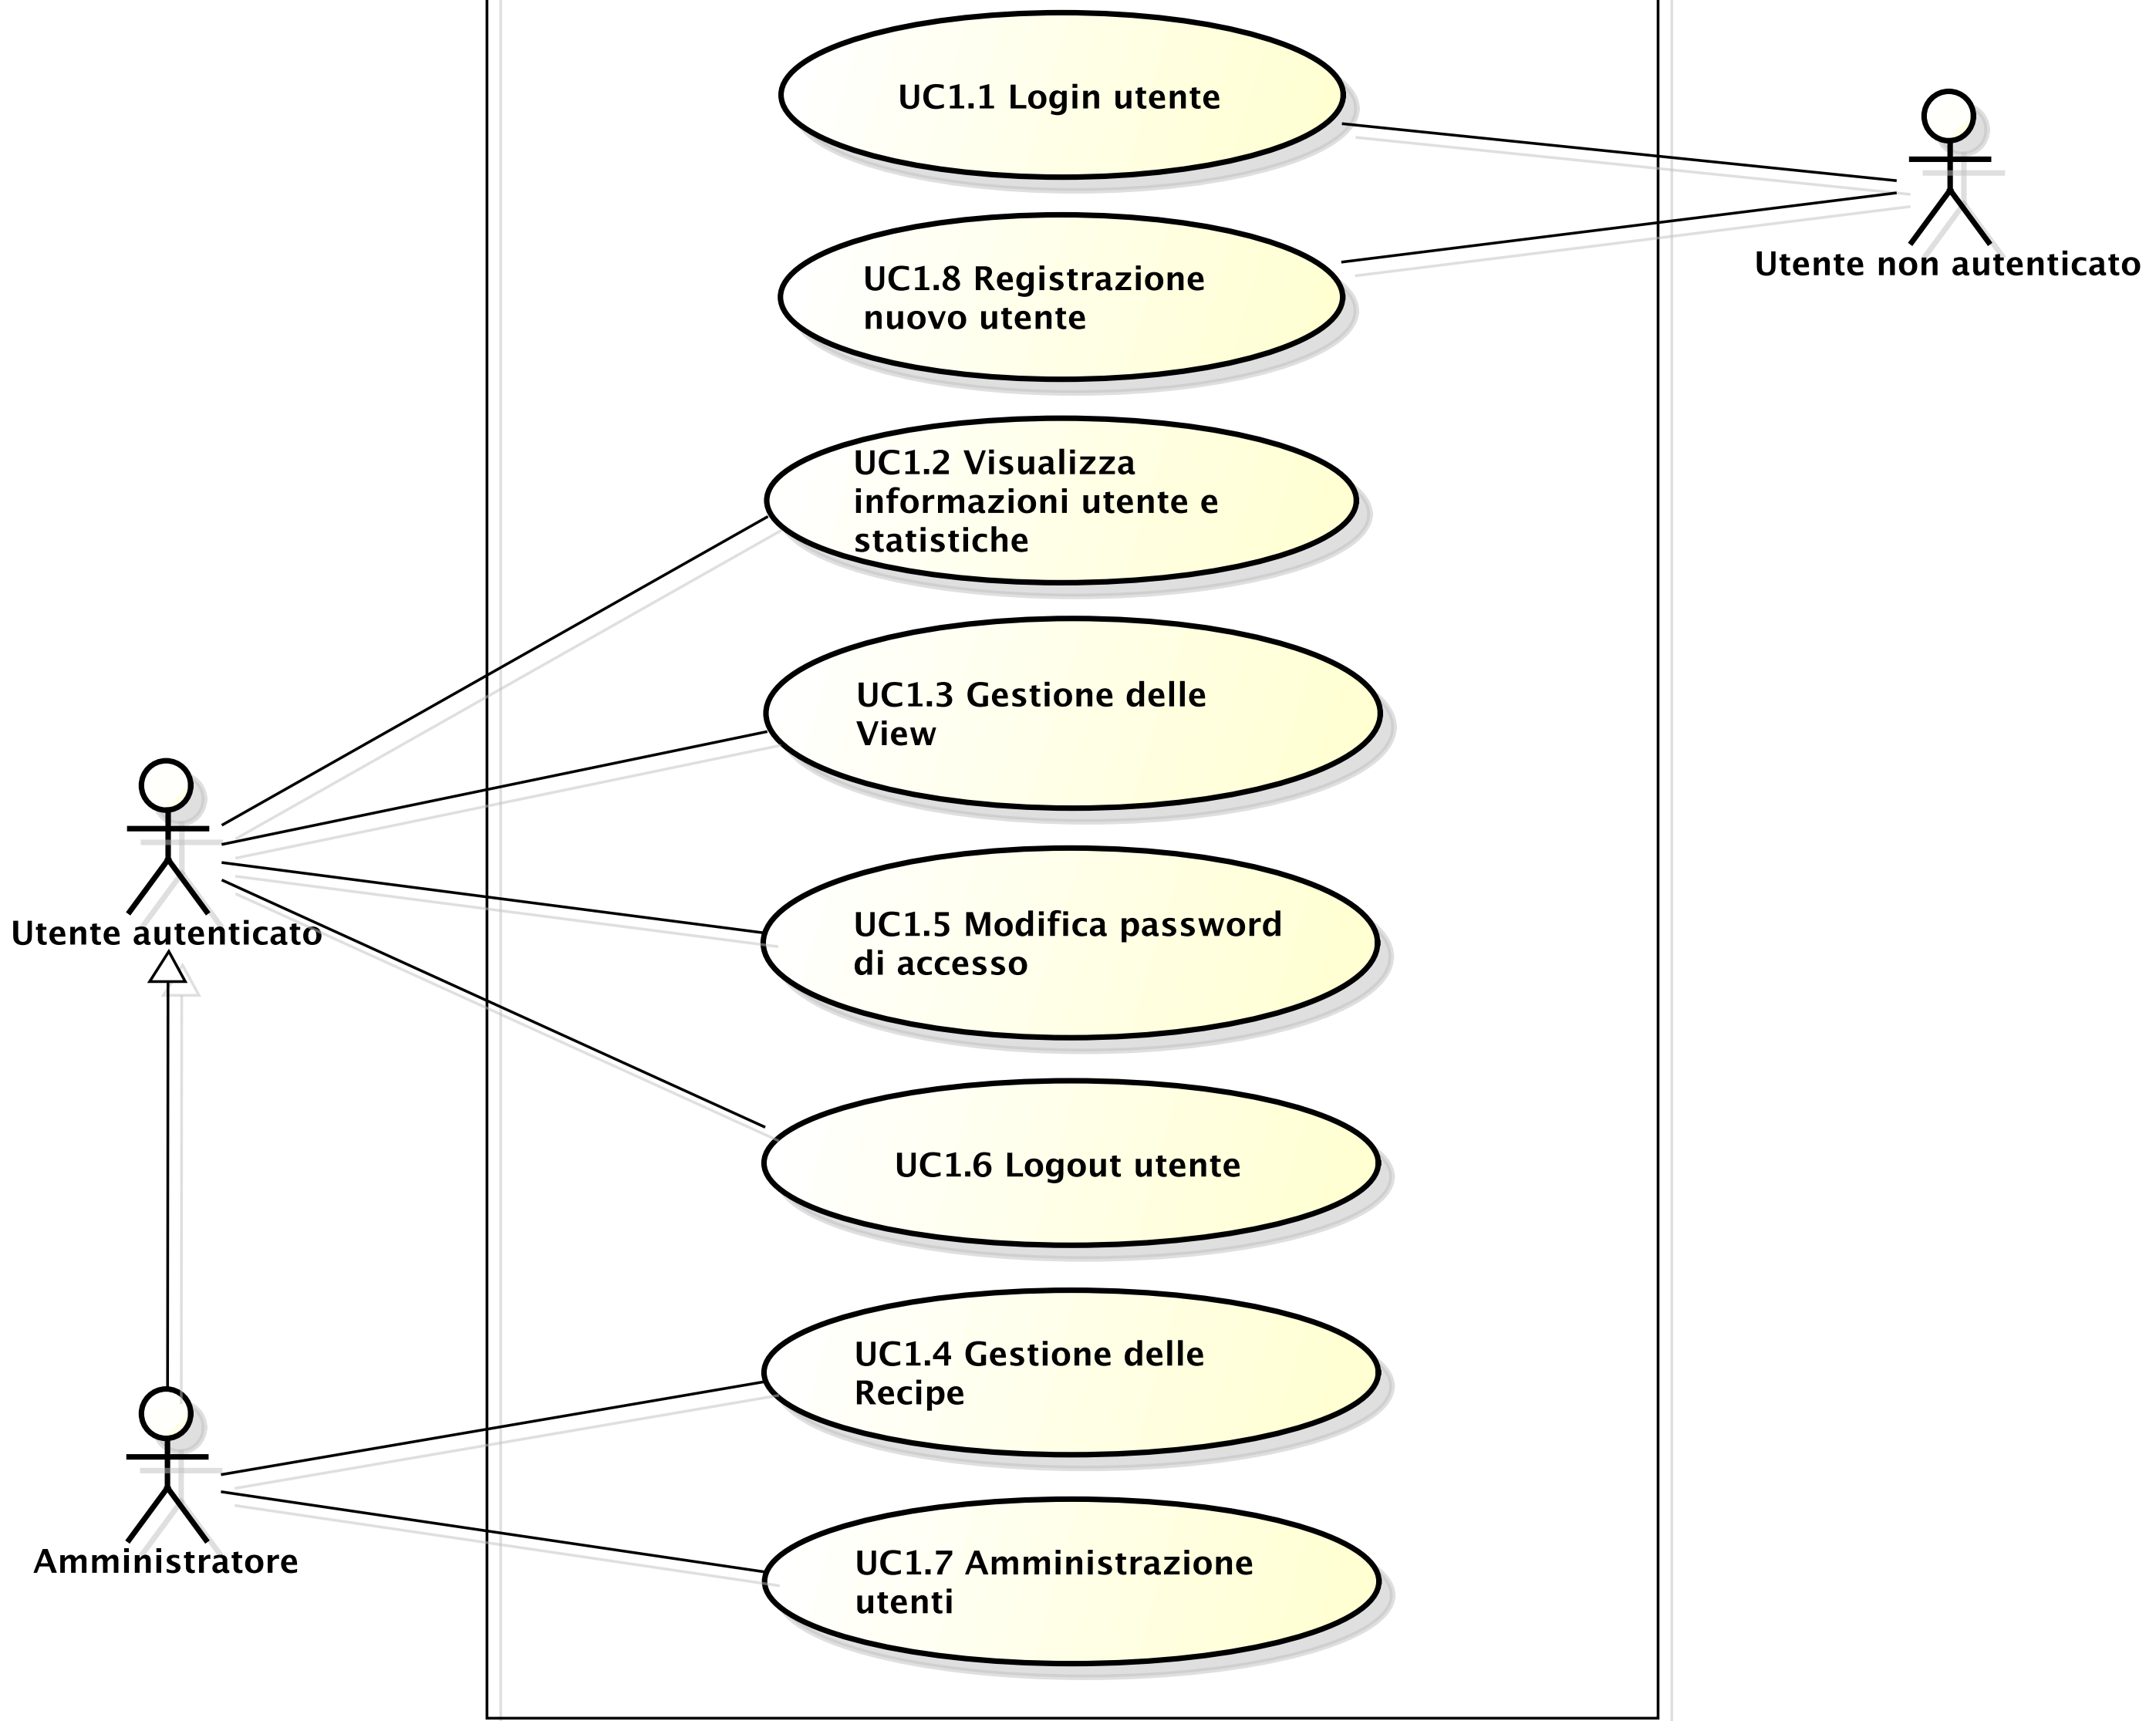 UC1.1 Login utente
Utente non autenticato
UC1.8 Registrazione
nuovo utente
UC1.2 Visualizza
informazioni utente e
statistiche
UC1.3 Gestione delle
View
Utente autenticato
UC1.5 Modifica password
di accesso
UC1.6 Logout utente
UC1.4 Gestione delle
Recipe
Amministratore
UC1.7 Amministrazione
utenti